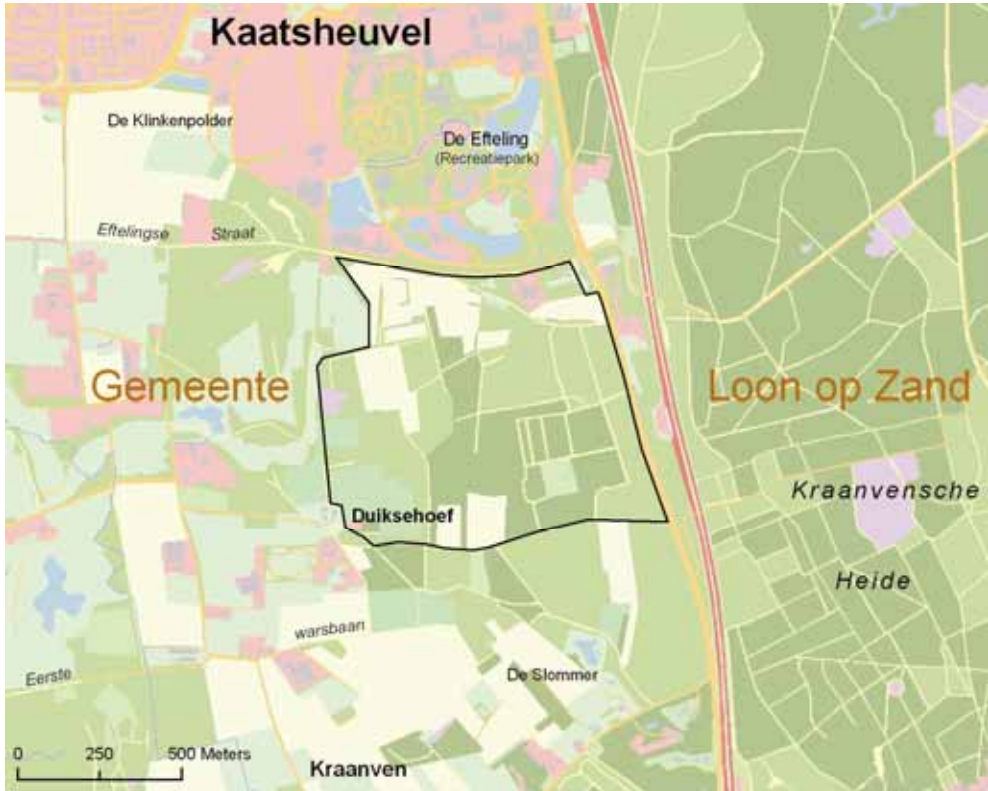 Kaatsheuvel
De Klinkenpolder
De Efteling
(Recreatiepark)
Eftelingse Straat
Gemeente Loon op Zand
Kraanvensche
Duiksehoef
Heide
warsbaan
Eerste
De Slommer
0 250 500 Meters
Kraanven